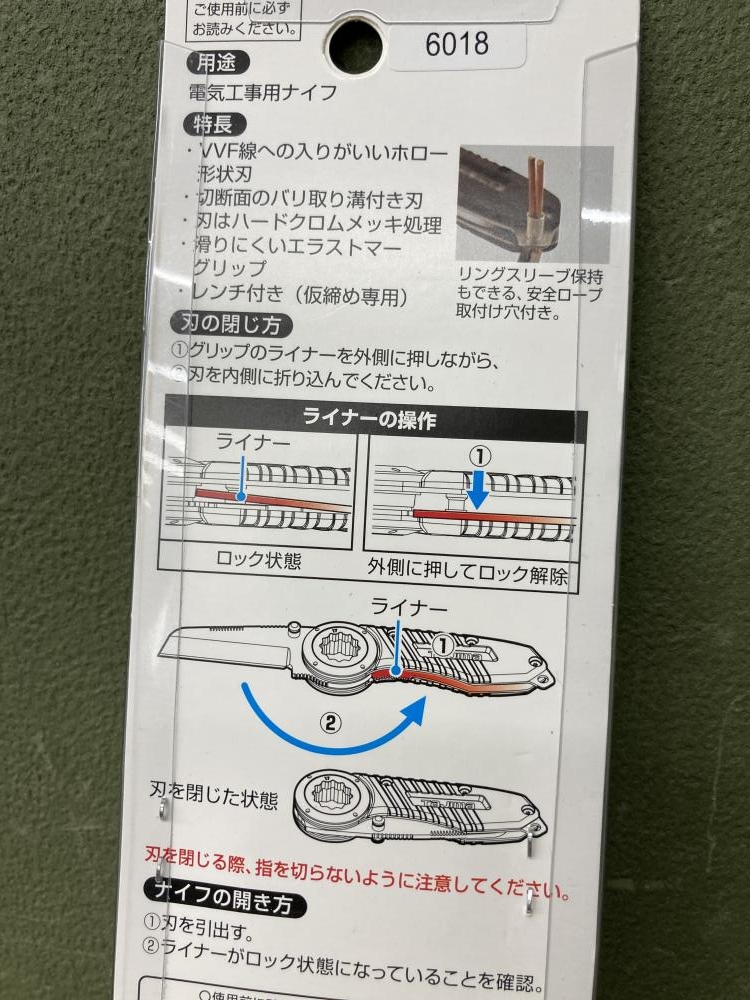 ご使用前に必ず
お読みください。
6018
用途
電気工事用ナイフ
特長
・VVF線への入りがいいホロー
形状刃
・切断面のバリ取り溝付き刃
・刃はハードクロムメッキ処理
・滑りにくいエラストマー
グリップ
・レンチ付き（仮締め専用）
リングスリーブ保持
もできる、安全ロープ
取付け穴付き。
刃の閉じ方
①グリップのライナーを外側に押しながら、
②刃を内側に折り込んでください。
ライナーの操作
ライナー
①
ロック状態
外側に押してロック解除
ライナー
①
②
刃を閉じた状態
TAJIMA
刃を閉じる際、指を切らないように注意してください。
ナイフの開き方
①刃を引出す。
②ライナーがロック状態になっていることを確認。